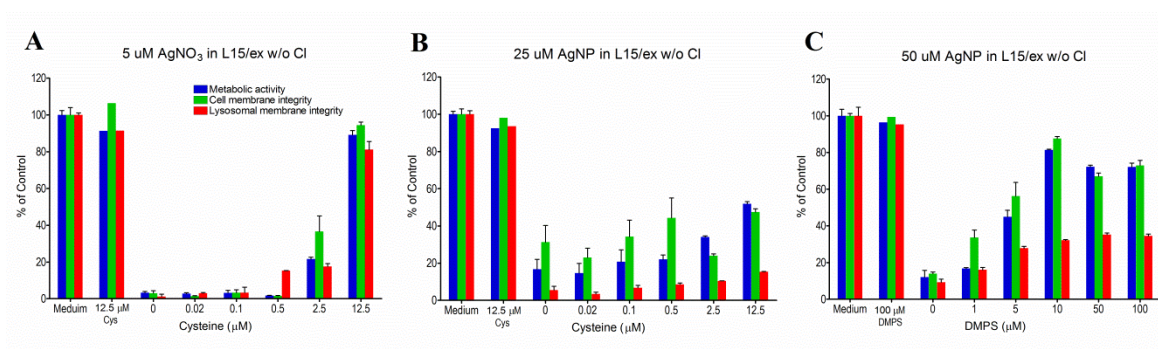 A
5 uM AgNO3 in L15/ex w/o Cl
% of Control
120
100
80
60
40
20
0
Metabolic activity
Cell membrane integrity
Lysosomal membrane integrity
Meduim
12.5 µM
Cys
0
0.02
0.1
0.5
2.5
12.5
Cysteine (µM)
B
25 uM AgNP in L15/ex w/o Cl
% of Control
120
100
80
60
40
20
0
Medium
12.5 µM
Cys
0
0.02
0.1
0.5
2.5
12.5
Cysteine (µM)
C
50 uM AgNP in L15/ex w/o Cl
% of Control
120
100
80
60
40
20
0
Medium
100 µM
DMPS
0
1
5
10
50
100
DMPS (µM)